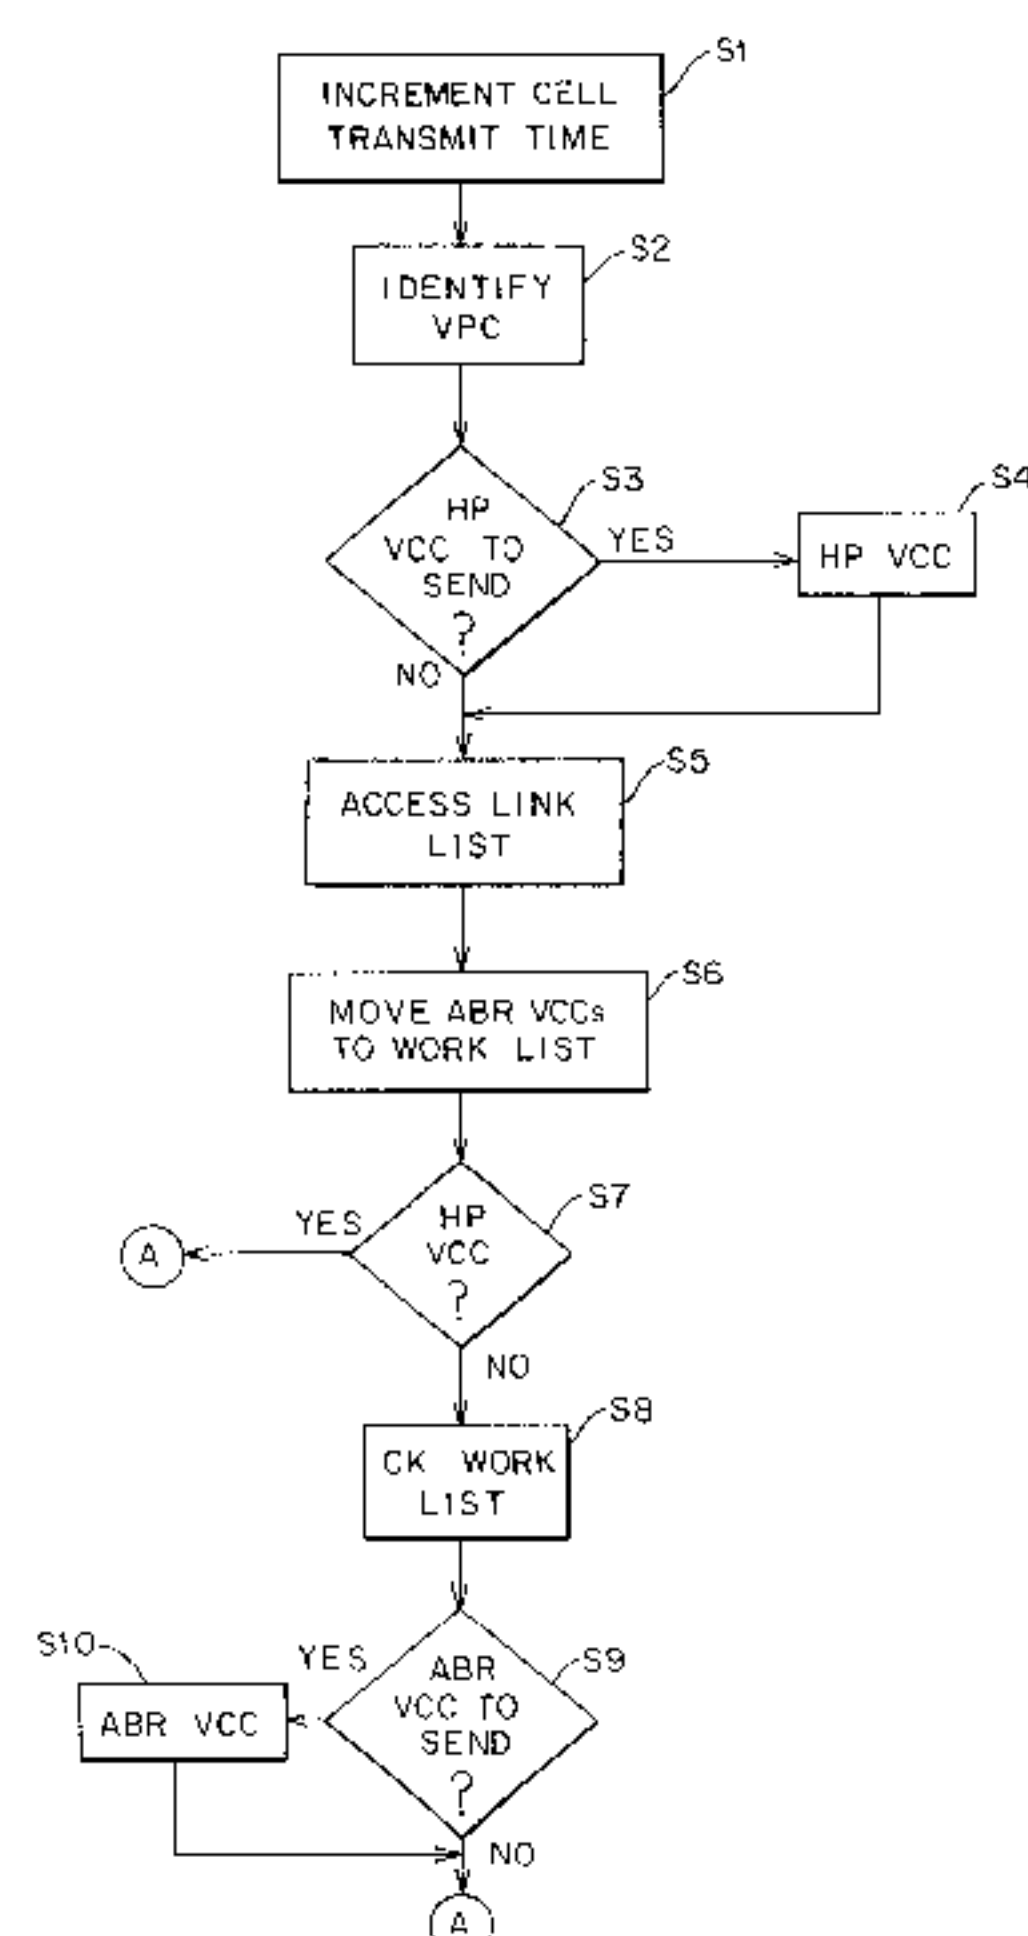 S1
INCREMENT CELL
TRANSMIT TIME
S2
IDENTIFY
VPC
S3
HP
VCC TO
SEND
?
YES
S4
HP VCC
NO
S5
ACCESS LINK
LIST
S6
MOVE ABR VCCs
TO WORK LIST
S7
HP
VCC
?
YES
A
NO
S8
CK WORK
LIST
S9
ABR
VCC TO
SEND
?
YES
S10
ABR VCC
NO
A